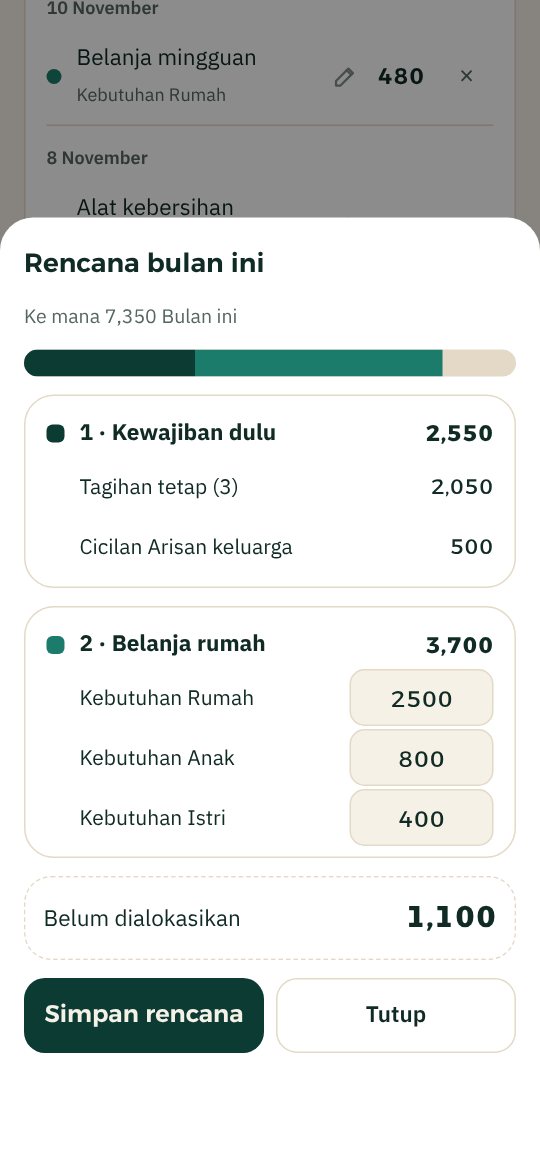 10 November
Belanja mingguan
Kebutuhan Rumah
480
×
8 November
Alat kebersihan
Rencana bulan ini
Ke mana 7,350 Bulan ini
1 · Kewajiban dulu 2,550
Tagihan tetap (3) 2,050
Cicilan Arisan keluarga 500
2 · Belanja rumah 3,700
Kebutuhan Rumah 2500
Kebutuhan Anak 800
Kebutuhan Istri 400
Belum dialokasikan 1,100
Simpan rencana Tutup